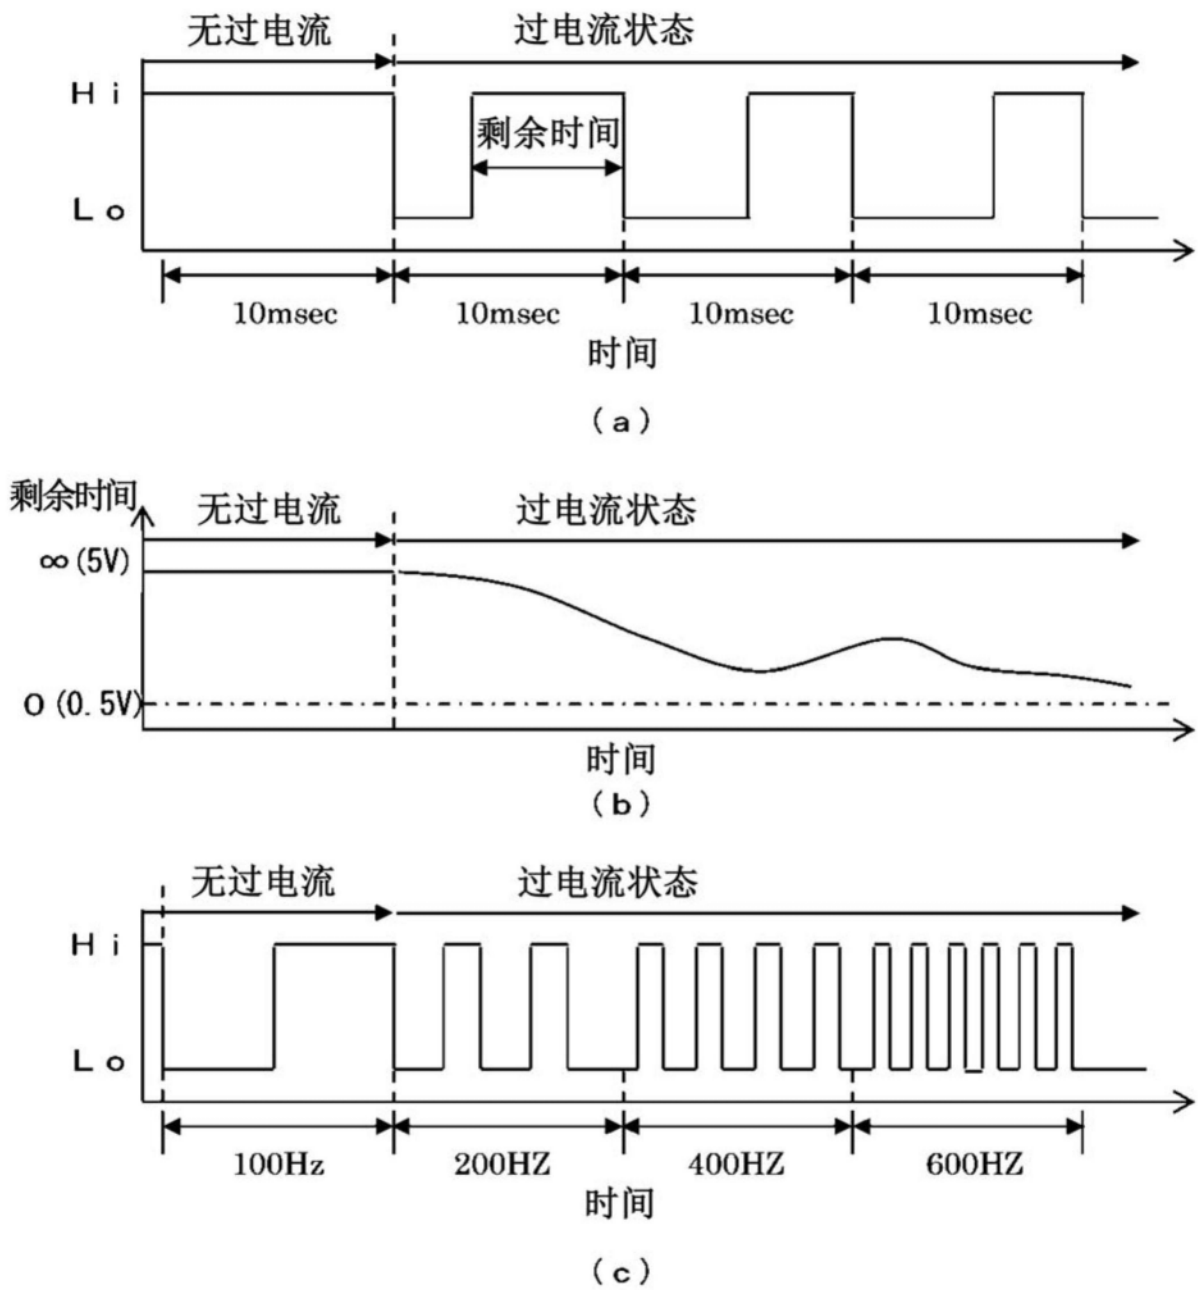 无过电流 过电流状态
Hi
剩余时间
Lo
10msec 10msec 10msec 10msec
时间
(a)
剩余时间
无过电流 过电流状态
∞(5V)
0(0.5V)
时间
(b)
无过电流 过电流状态
Hi
Lo
100Hz 200HZ 400HZ 600HZ
时间
(c)